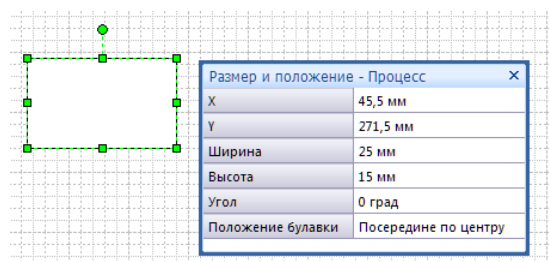 Размер и положение - Процесс
X 45,5 мм
Y 271,5 мм
Ширина 25 мм
Высота 15 мм
Угол 0 град
Положение булавки Посередине по центру